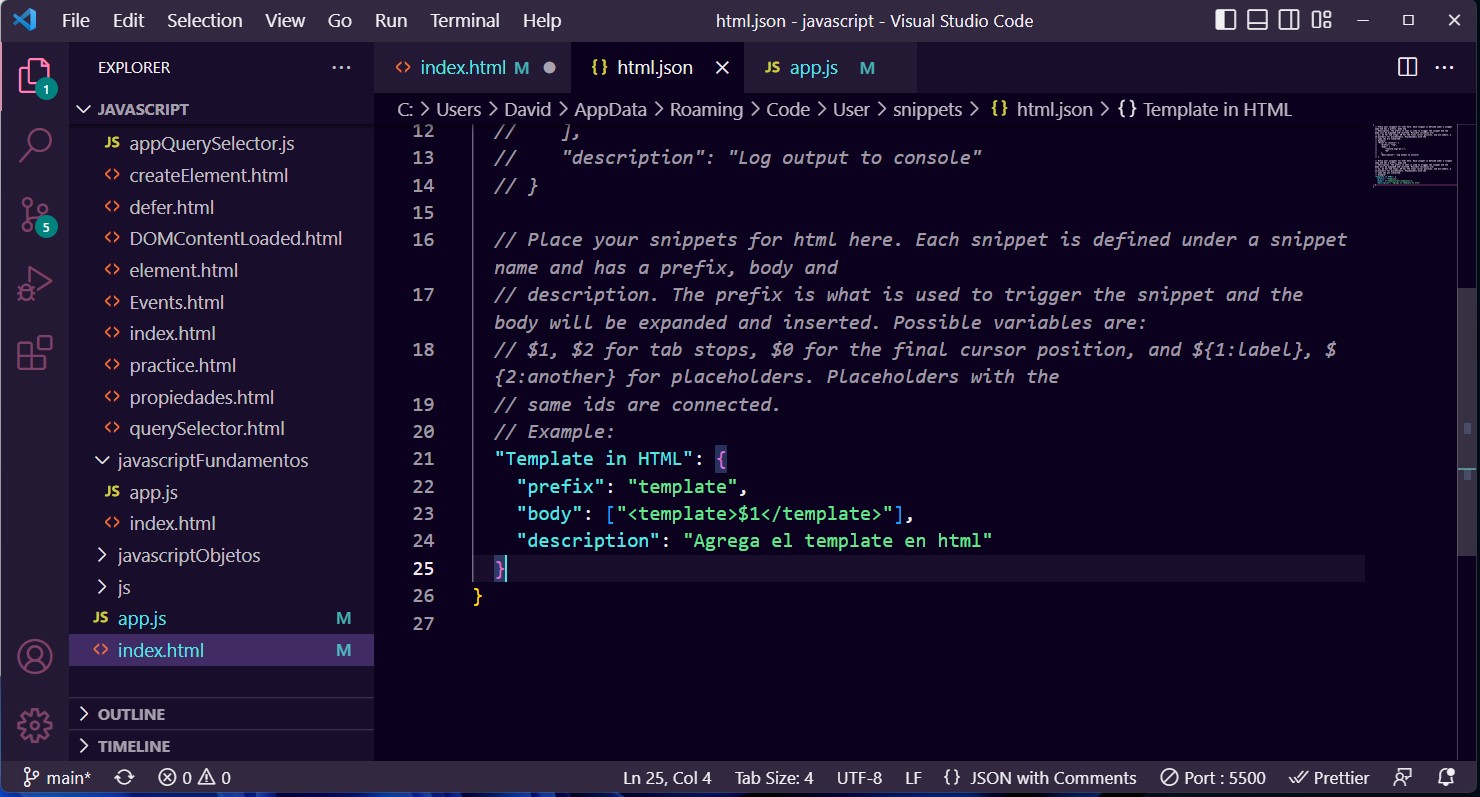 File Edit Selection View Go Run Terminal Help
html.json - javascript - Visual Studio Code
EXPLORER
1
JAVASCRIPT
JS appQuerySelector.js
createElement.html
defer.html
5
DOMContentLoaded.html
element.html
Events.html
index.html
practice.html
propiedades.html
querySelector.html
javascriptFundamentos
JS app.js
index.html
javascriptObjetos
js
JS app.js M
index.html M
OUTLINE
TIMELINE
index.html M
{} html.json
JS app.js M
C: > Users > David > AppData > Roaming > Code > User > snippets > {} html.json > {} Template in HTML
12 // ],
13 // "description": "Log output to console"
14 // }
15
16 // Place your snippets for html here. Each snippet is defined under a snippet
name and has a prefix, body and
17 // description. The prefix is what is used to trigger the snippet and the
body will be expanded and inserted. Possible variables are:
18 // $1, $2 for tab stops, $0 for the final cursor position, and ${1:label}, $
{2:another} for placeholders. Placeholders with the
19 // same ids are connected.
20 // Example:
21 "Template in HTML": {
22 "prefix": "template",
23 "body": ["<template>$1</template>"],
24 "description": "Agrega el template en html"
25 }
26 }
27
main* 0 0 Ln 25, Col 4 Tab Size: 4 UTF-8 LF {} JSON with Comments Port : 5500 Prettier